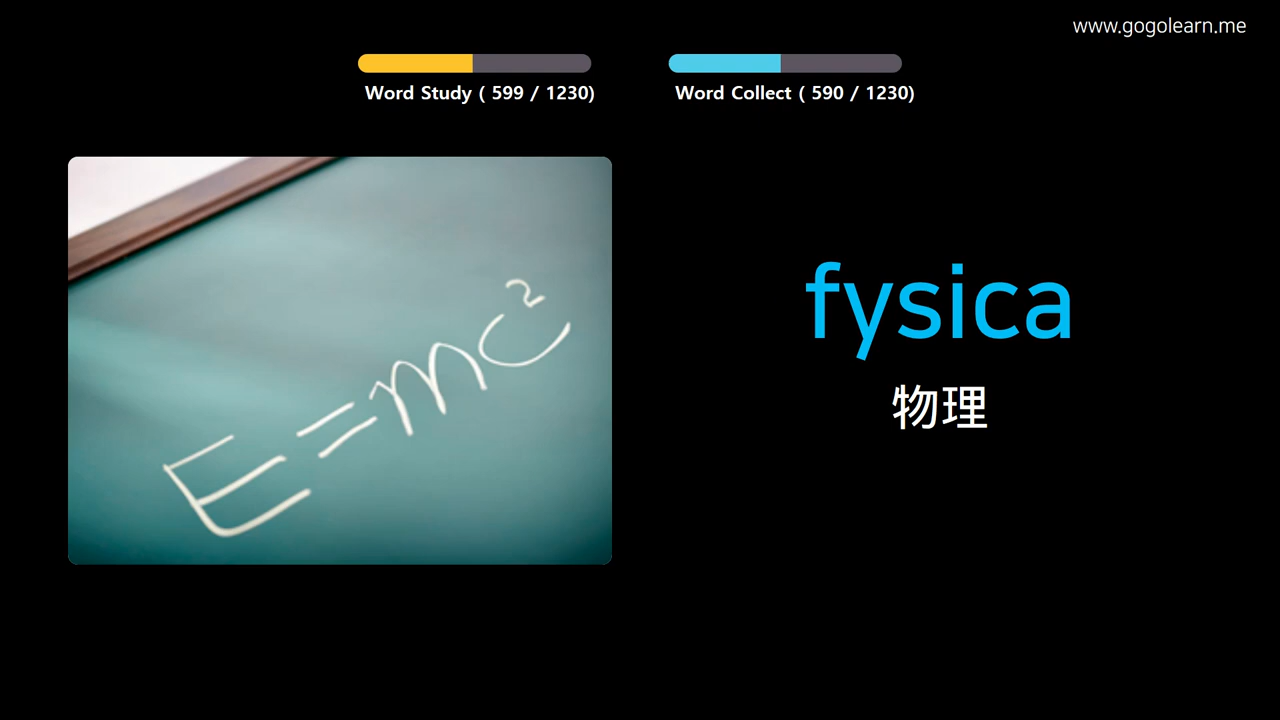 www.gogolearn.me
Word Study ( 599 / 1230)
Word Collect ( 590 / 1230)
E=mc²
fysica
物理